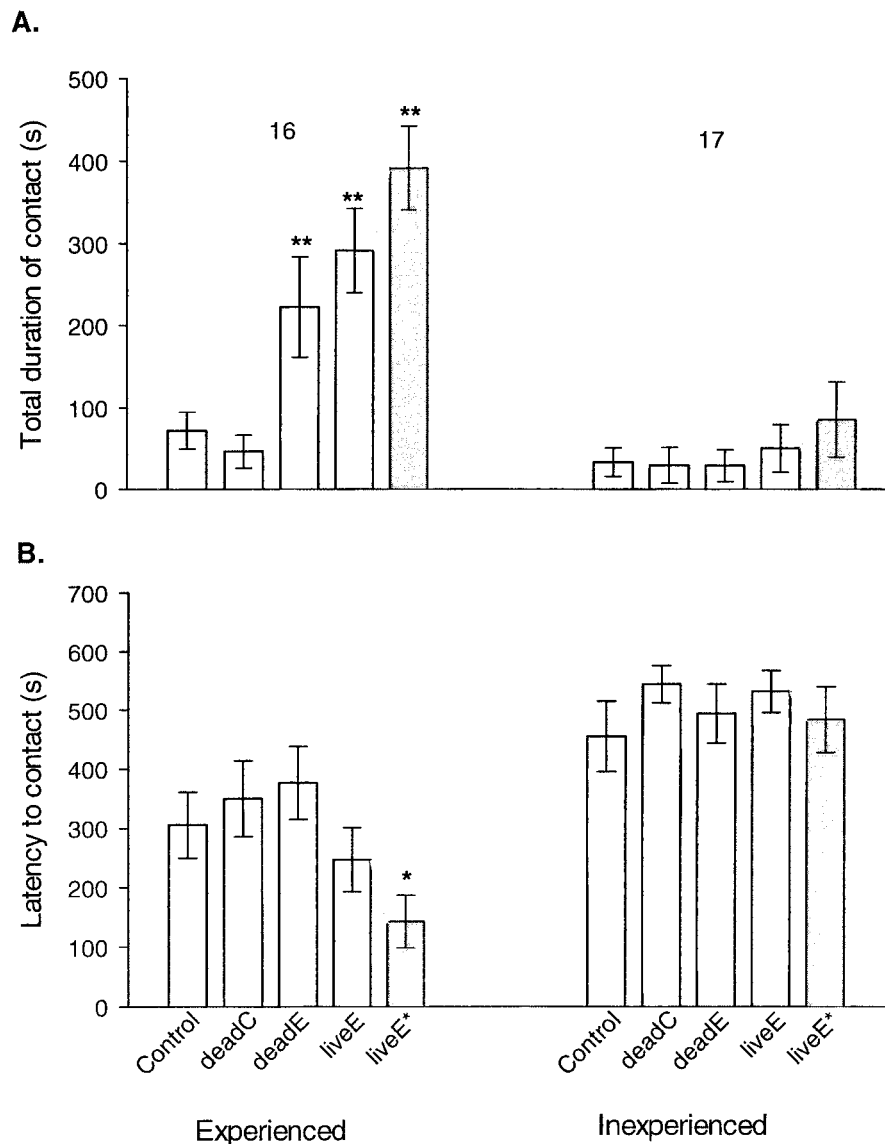 A.
Total duration of contact (s)
500
400
300
200
100
0
16
**
**
**
17
B.
Latency to contact (s)
700
600
500
400
300
200
100
0
*
Control
deadC
deadE
liveE
liveE*
Control
deadC
deadE
liveE
liveE*
Experienced
Inexperienced